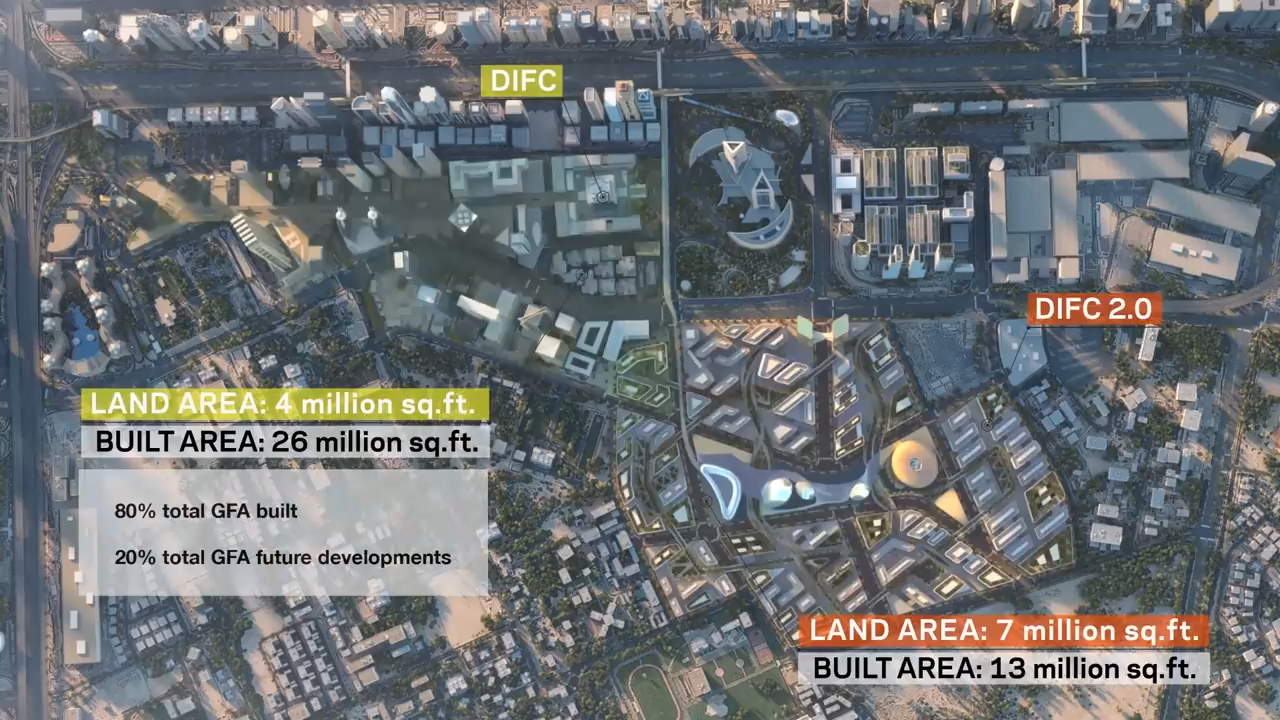 DIFC
DIFC 2.0
LAND AREA: 4 million sq.ft.
BUILT AREA: 26 million sq.ft.
80% total GFA built
20% total GFA future developments
LAND AREA: 7 million sq.ft.
BUILT AREA: 13 million sq.ft.